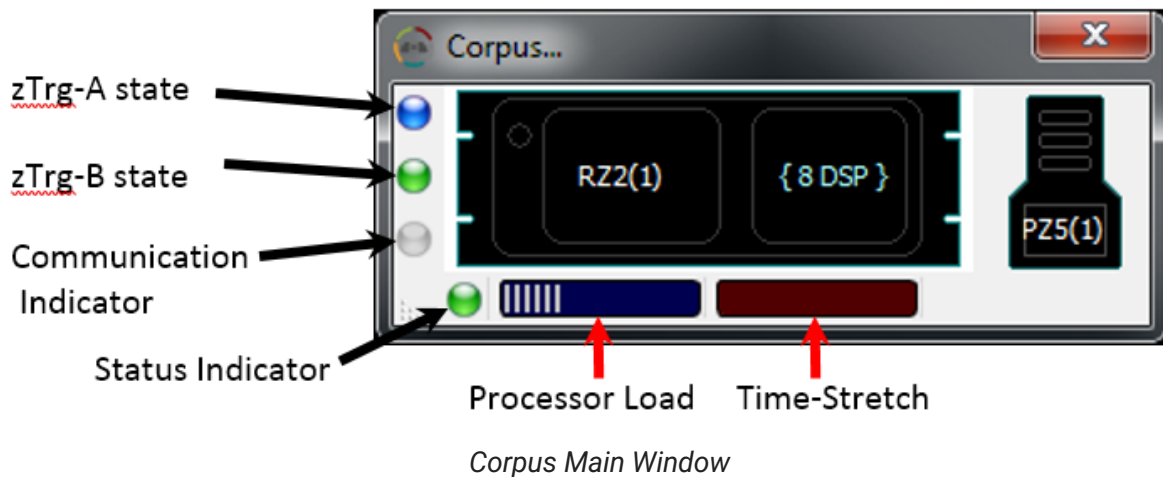 Corpus...
x
zTrg-A state
zTrg-B state
Communication
Indicator
Status Indicator
RZ2(1)
{ 8 DSP }
PZ5(1)
Processor Load
Time-Stretch
Corpus Main Window